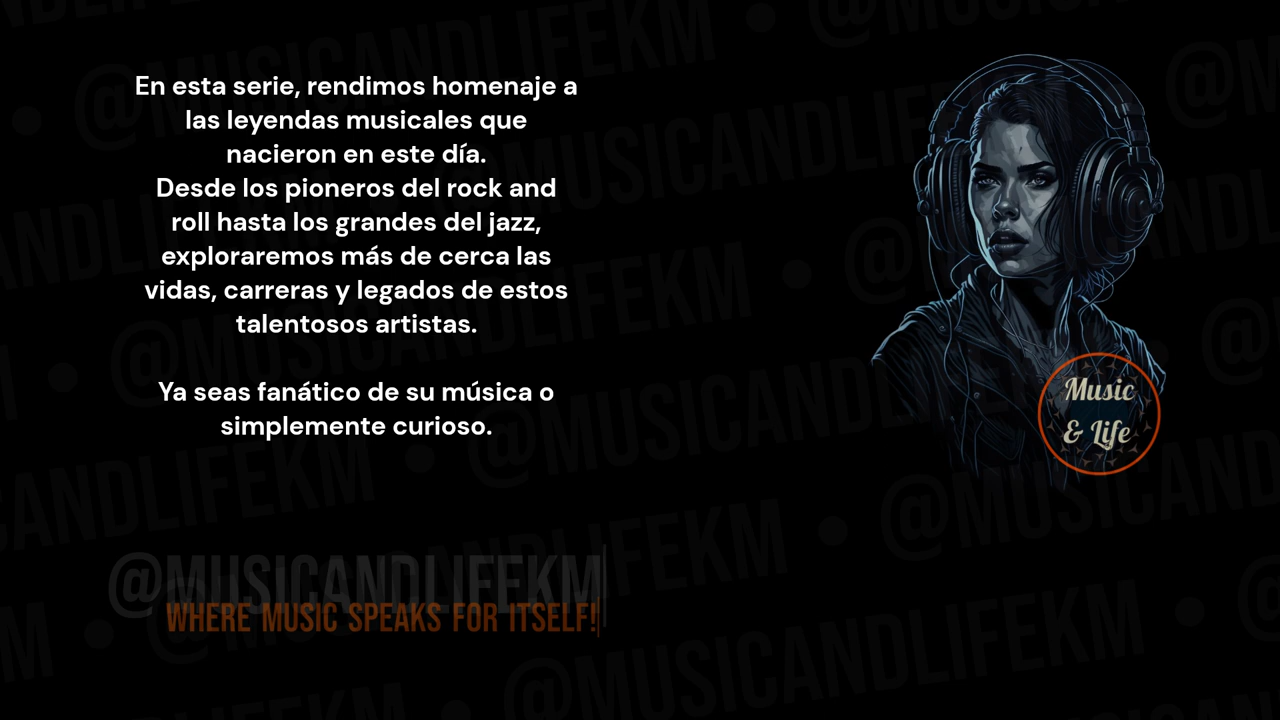 En esta serie, rendimos homenaje a
las leyendas musicales que
nacieron en este día.
Desde los pioneros del rock and
roll hasta los grandes del jazz,
exploraremos más de cerca las
vidas, carreras y legados de estos
talentosos artistas.
Ya seas fanático de su música o
simplemente curioso.
Music
& Life
@MUSICANDLIFEKM
WHERE MUSIC SPEAKS FOR ITSELF!